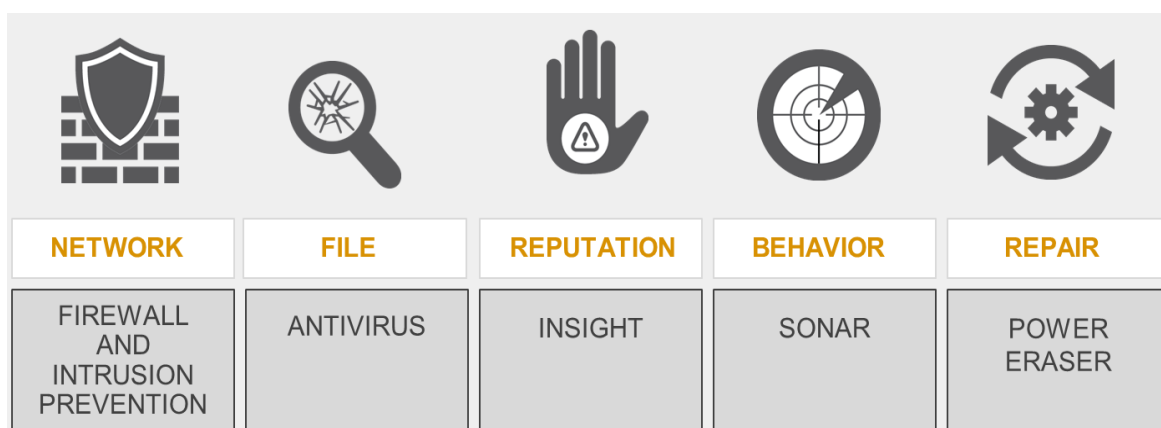 NETWORK
FILE
REPUTATION
BEHAVIOR
REPAIR
FIREWALL
AND
INTRUSION
PREVENTION
ANTIVIRUS
INSIGHT
SONAR
POWER
ERASER